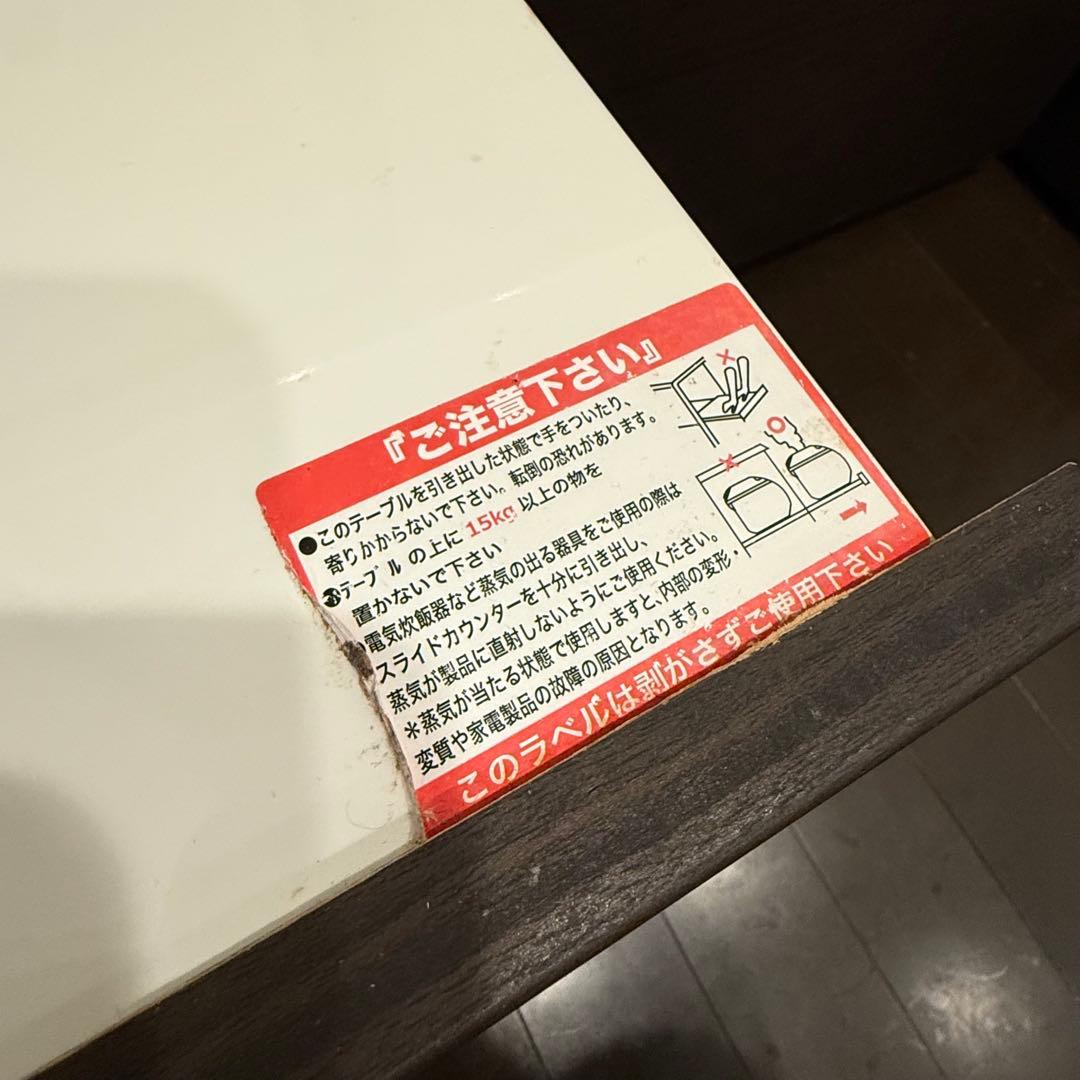 『ご注意下さい』
●このテーブルを引き出した状態で手をついたり、
寄りかからないで下さい。転倒の恐れがあります。
●テーブルの上に15kg以上の物を
置かないで下さい
電気炊飯器など蒸気の出る器具をご使用の際は
スライドカウンターを十分に引き出し、
蒸気が製品に直射しないようにご使用ください。
*蒸気が当たる状態で使用しますと、内部の変形・
変質や家電製品の故障の原因となります。
このラベルは剥がさずご使用下さい